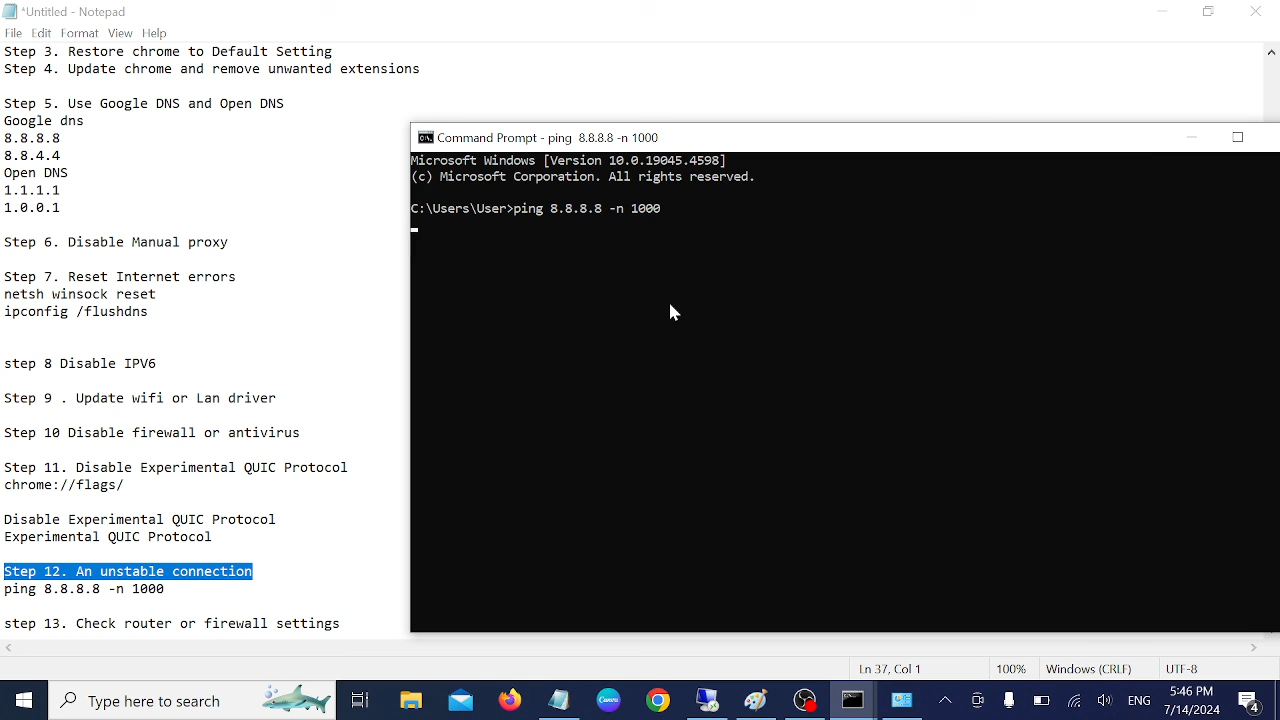 *Untitled - Notepad
File Edit Format View Help
Step 3. Restore chrome to Default Setting
Step 4. Update chrome and remove unwanted extensions
Step 5. Use Google DNS and Open DNS
Google dns
8.8.8.8
8.8.4.4
Open DNS
1.1.1.1
1.0.0.1
Step 6. Disable Manual proxy
Step 7. Reset Internet errors
netsh winsock reset
ipconfig /flushdns
step 8 Disable IPV6
Step 9 . Update wifi or Lan driver
Step 10 Disable firewall or antivirus
Step 11. Disable Experimental QUIC Protocol
chrome://flags/
Disable Experimental QUIC Protocol
Experimental QUIC Protocol
Step 12. An unstable connection
ping 8.8.8.8 -n 1000
step 13. Check router or firewall settings
Command Prompt - ping 8.8.8.8 -n 1000
Microsoft Windows [Version 10.0.19045.4598]
(c) Microsoft Corporation. All rights reserved.
C:\Users\User>ping 8.8.8.8 -n 1000
Ln 37, Col 1
100%
Windows (CRLF)
UTF-8
Type here to search
Canva
ENG
5:46 PM
7/14/2024
4